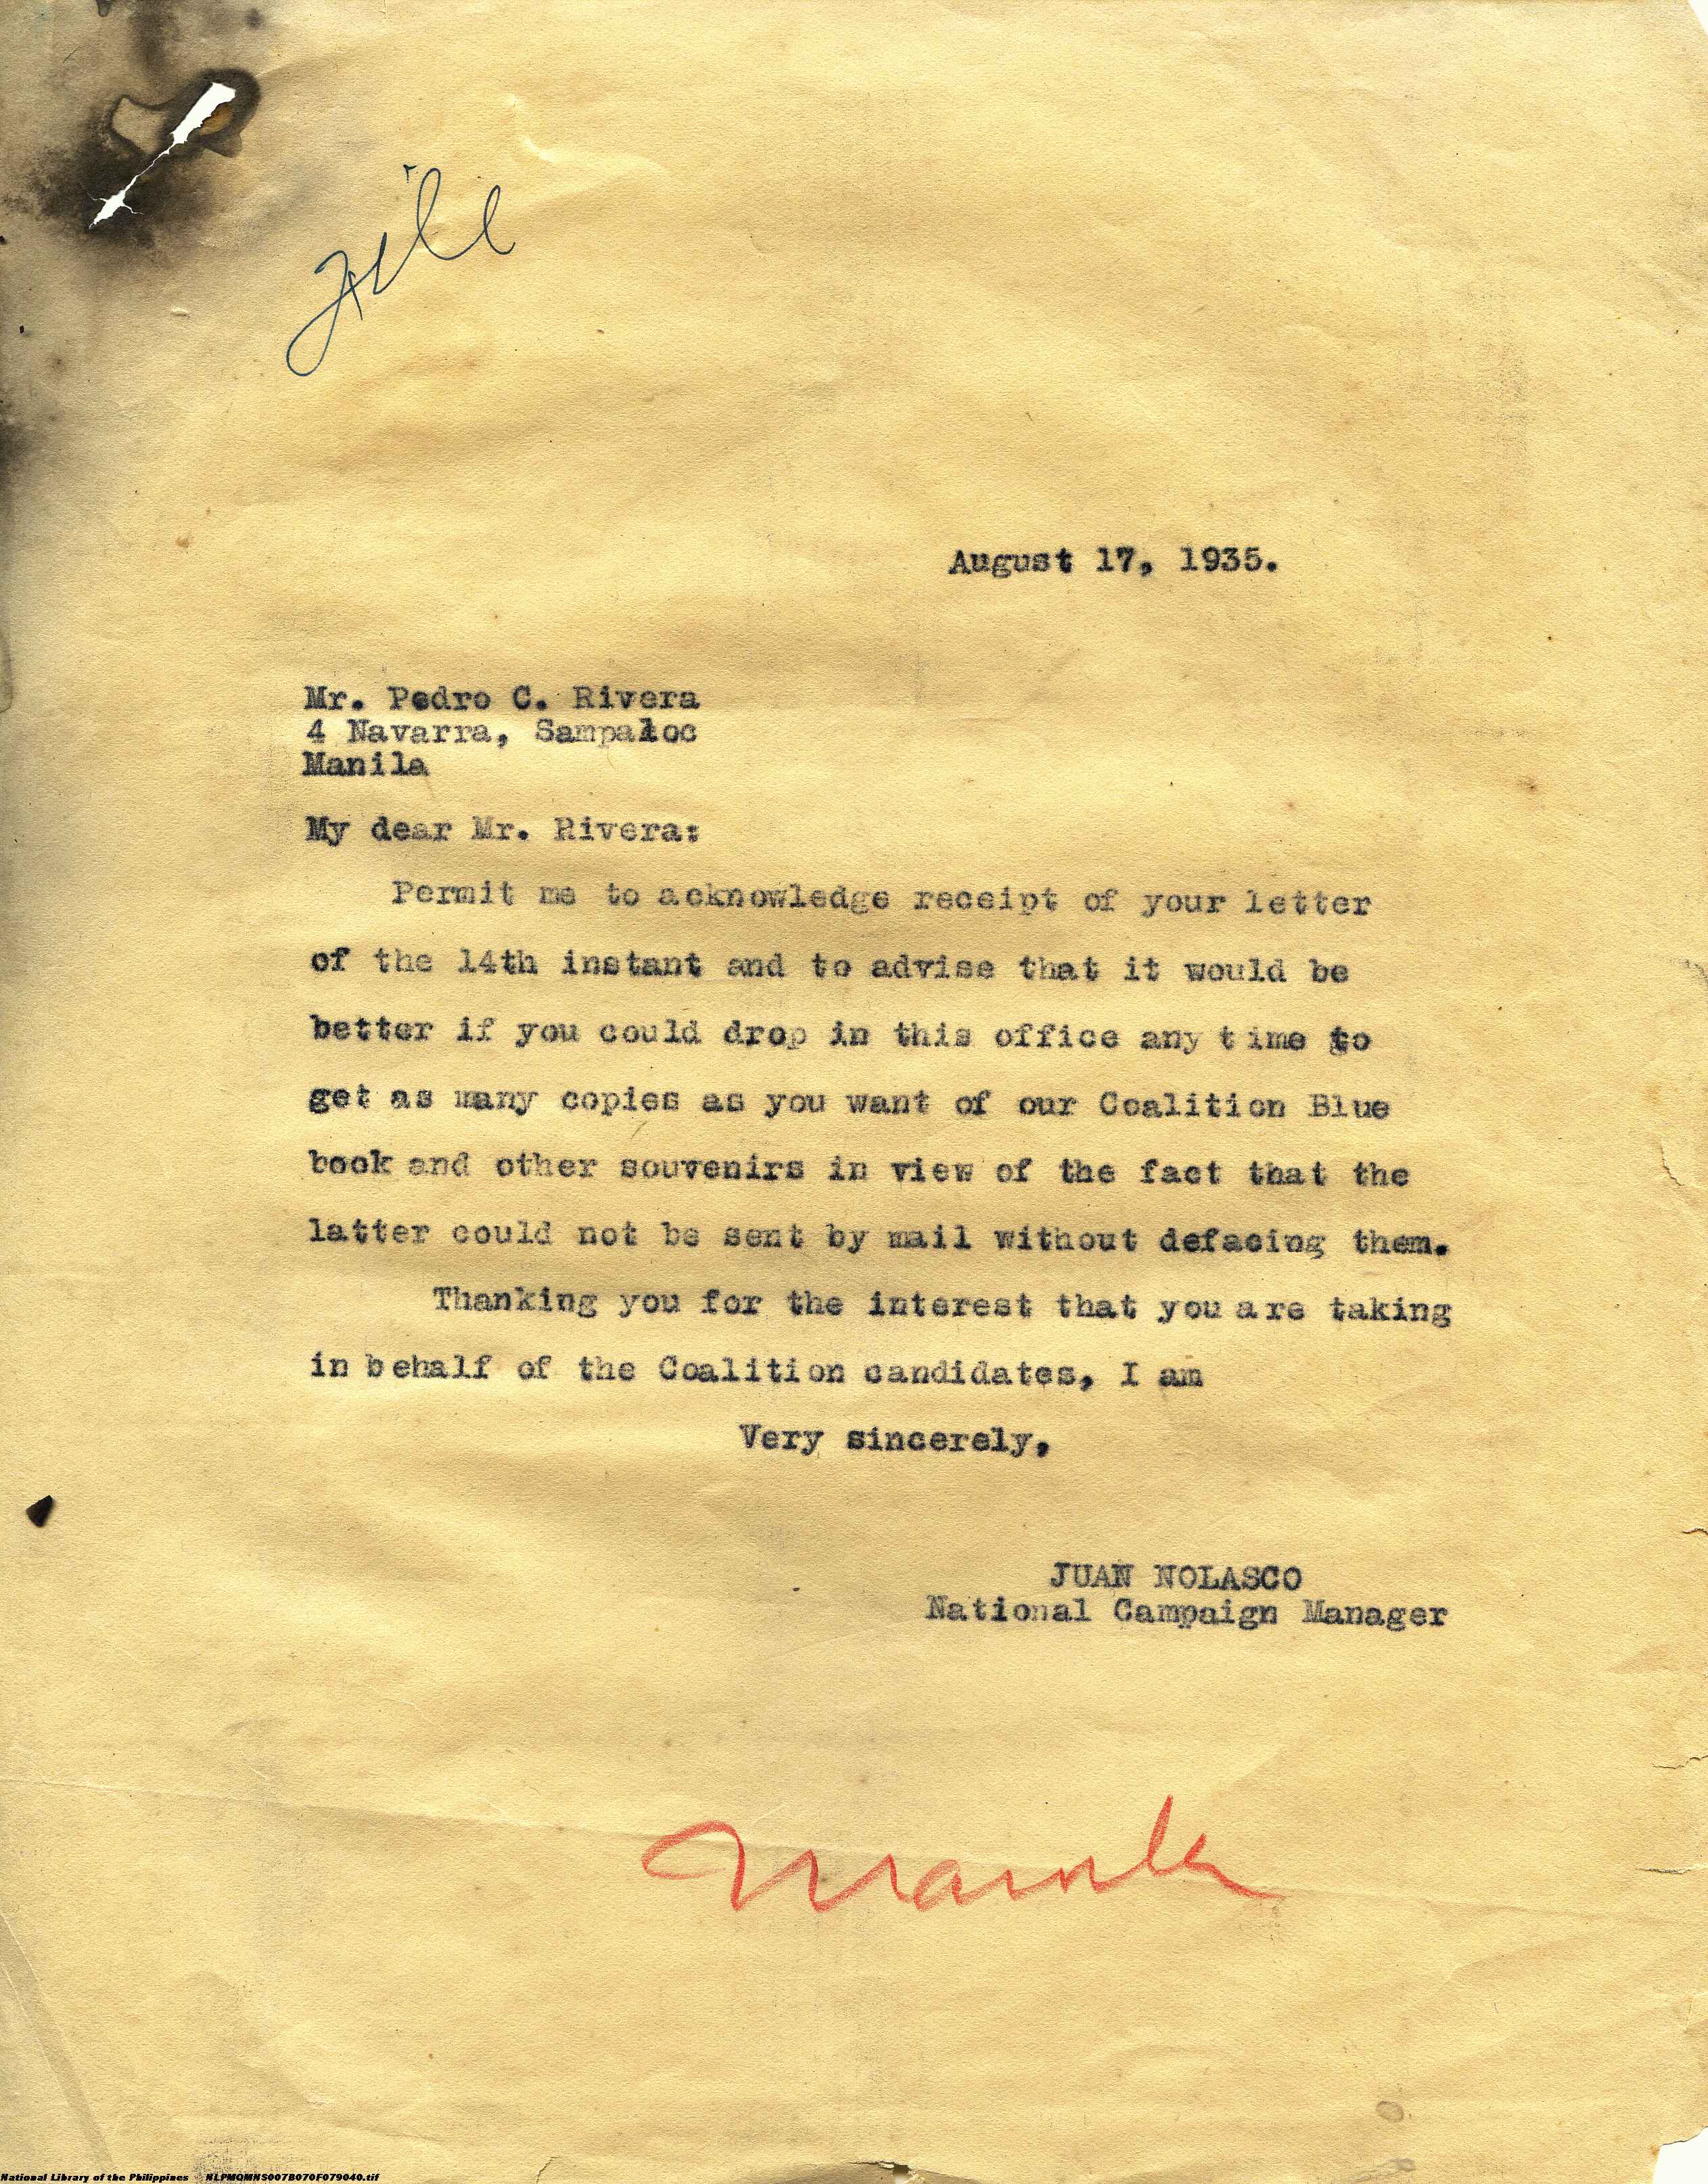 File
August 17, 1935.
Mr. Pedro C. Rivera
4 Navarra, Sampaloc
Manila
My dear Mr. Rivera:
Permit me to acknowledge receipt of your letter
of the 14th instant and to advise that it would be
better if you could drop in this office any time to
get as many copies as you want of our Coalition Blue
book and other souvenirs in view of the fact that the
latter could not be sent by mail without defacing them.
Thanking you for the interest that you are taking
in behalf of the Coalition candidates, I am
Very sincerely,
JUAN NOLASCO
National Campaign Manager
Manila
National Library of the Philippines NLPMQMNS007B070F079040.tif